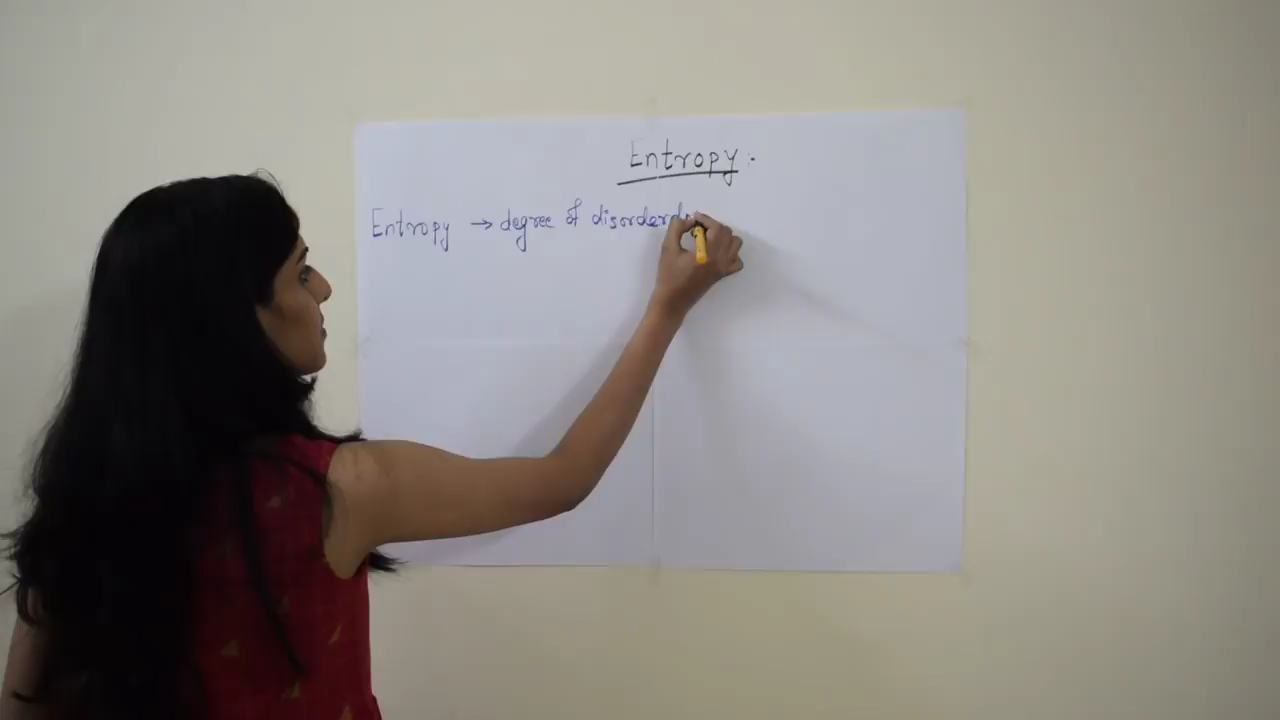 Entropy :-
Entropy → degree of disorder